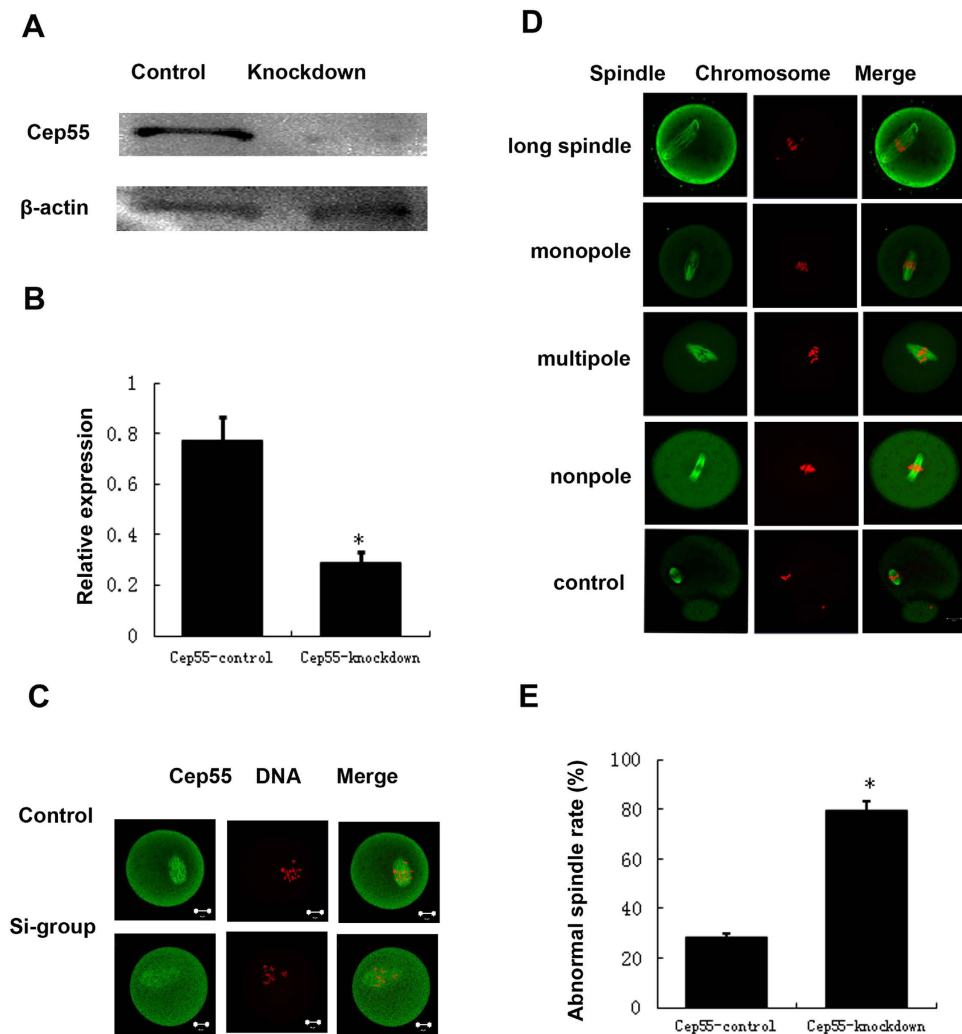 A
Control Knockdown
Cep55
β-actin
B
Relative expression
1
0.8
0.6
0.4
0.2
0
*
Cep55-control Cep55-knockdown
C
Cep55 DNA Merge
Control
Si-group
D
Spindle Chromosome Merge
long spindle
monopole
multipole
nonpole
control
E
Abnormal spindle rate (%)
100
80
60
40
20
0
*
Cep55-control Cep55-knockdown